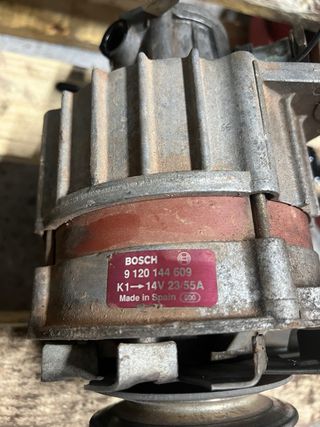 BOSCH
9 120 144 609
K1→14V 23/55A
Made in Spain